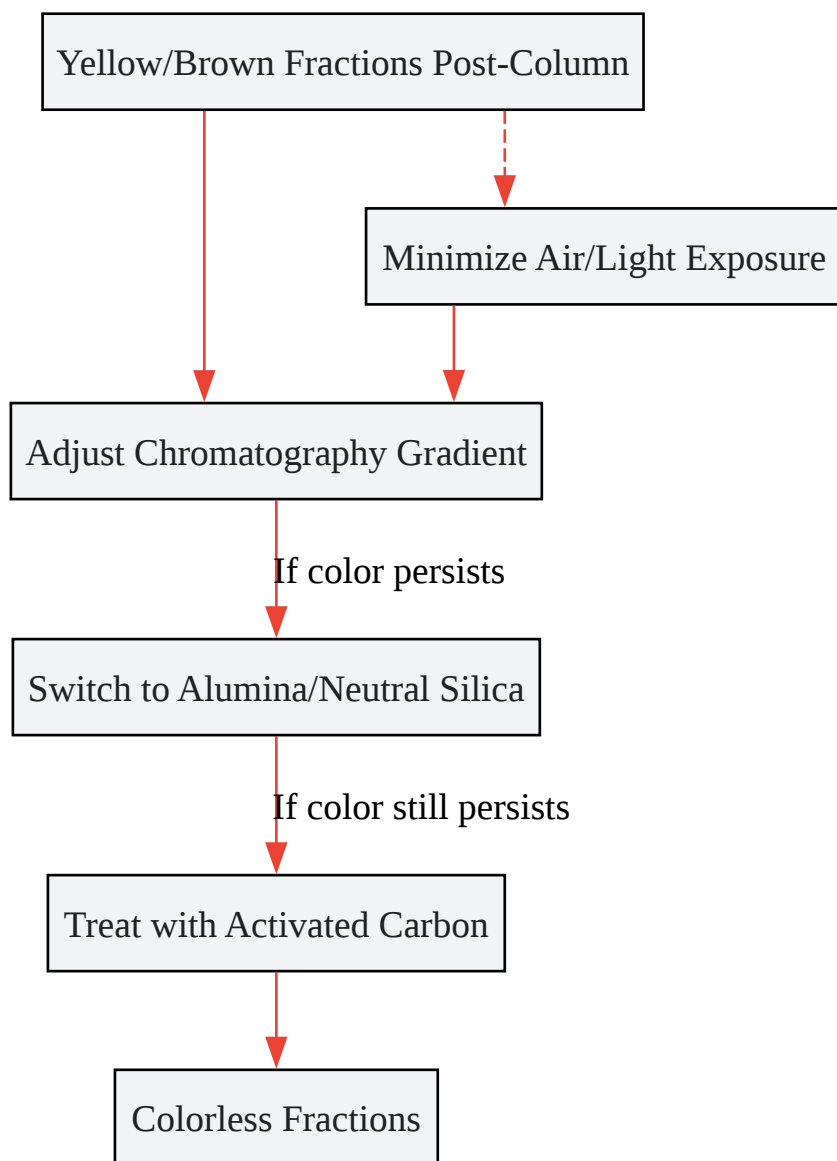 Yellow/Brown Fractions Post-Column
Minimize Air/Light Exposure
Adjust Chromatography Gradient
If color persists
Switch to Alumina/Neutral Silica
If color still persists
Treat with Activated Carbon
Colorless Fractions